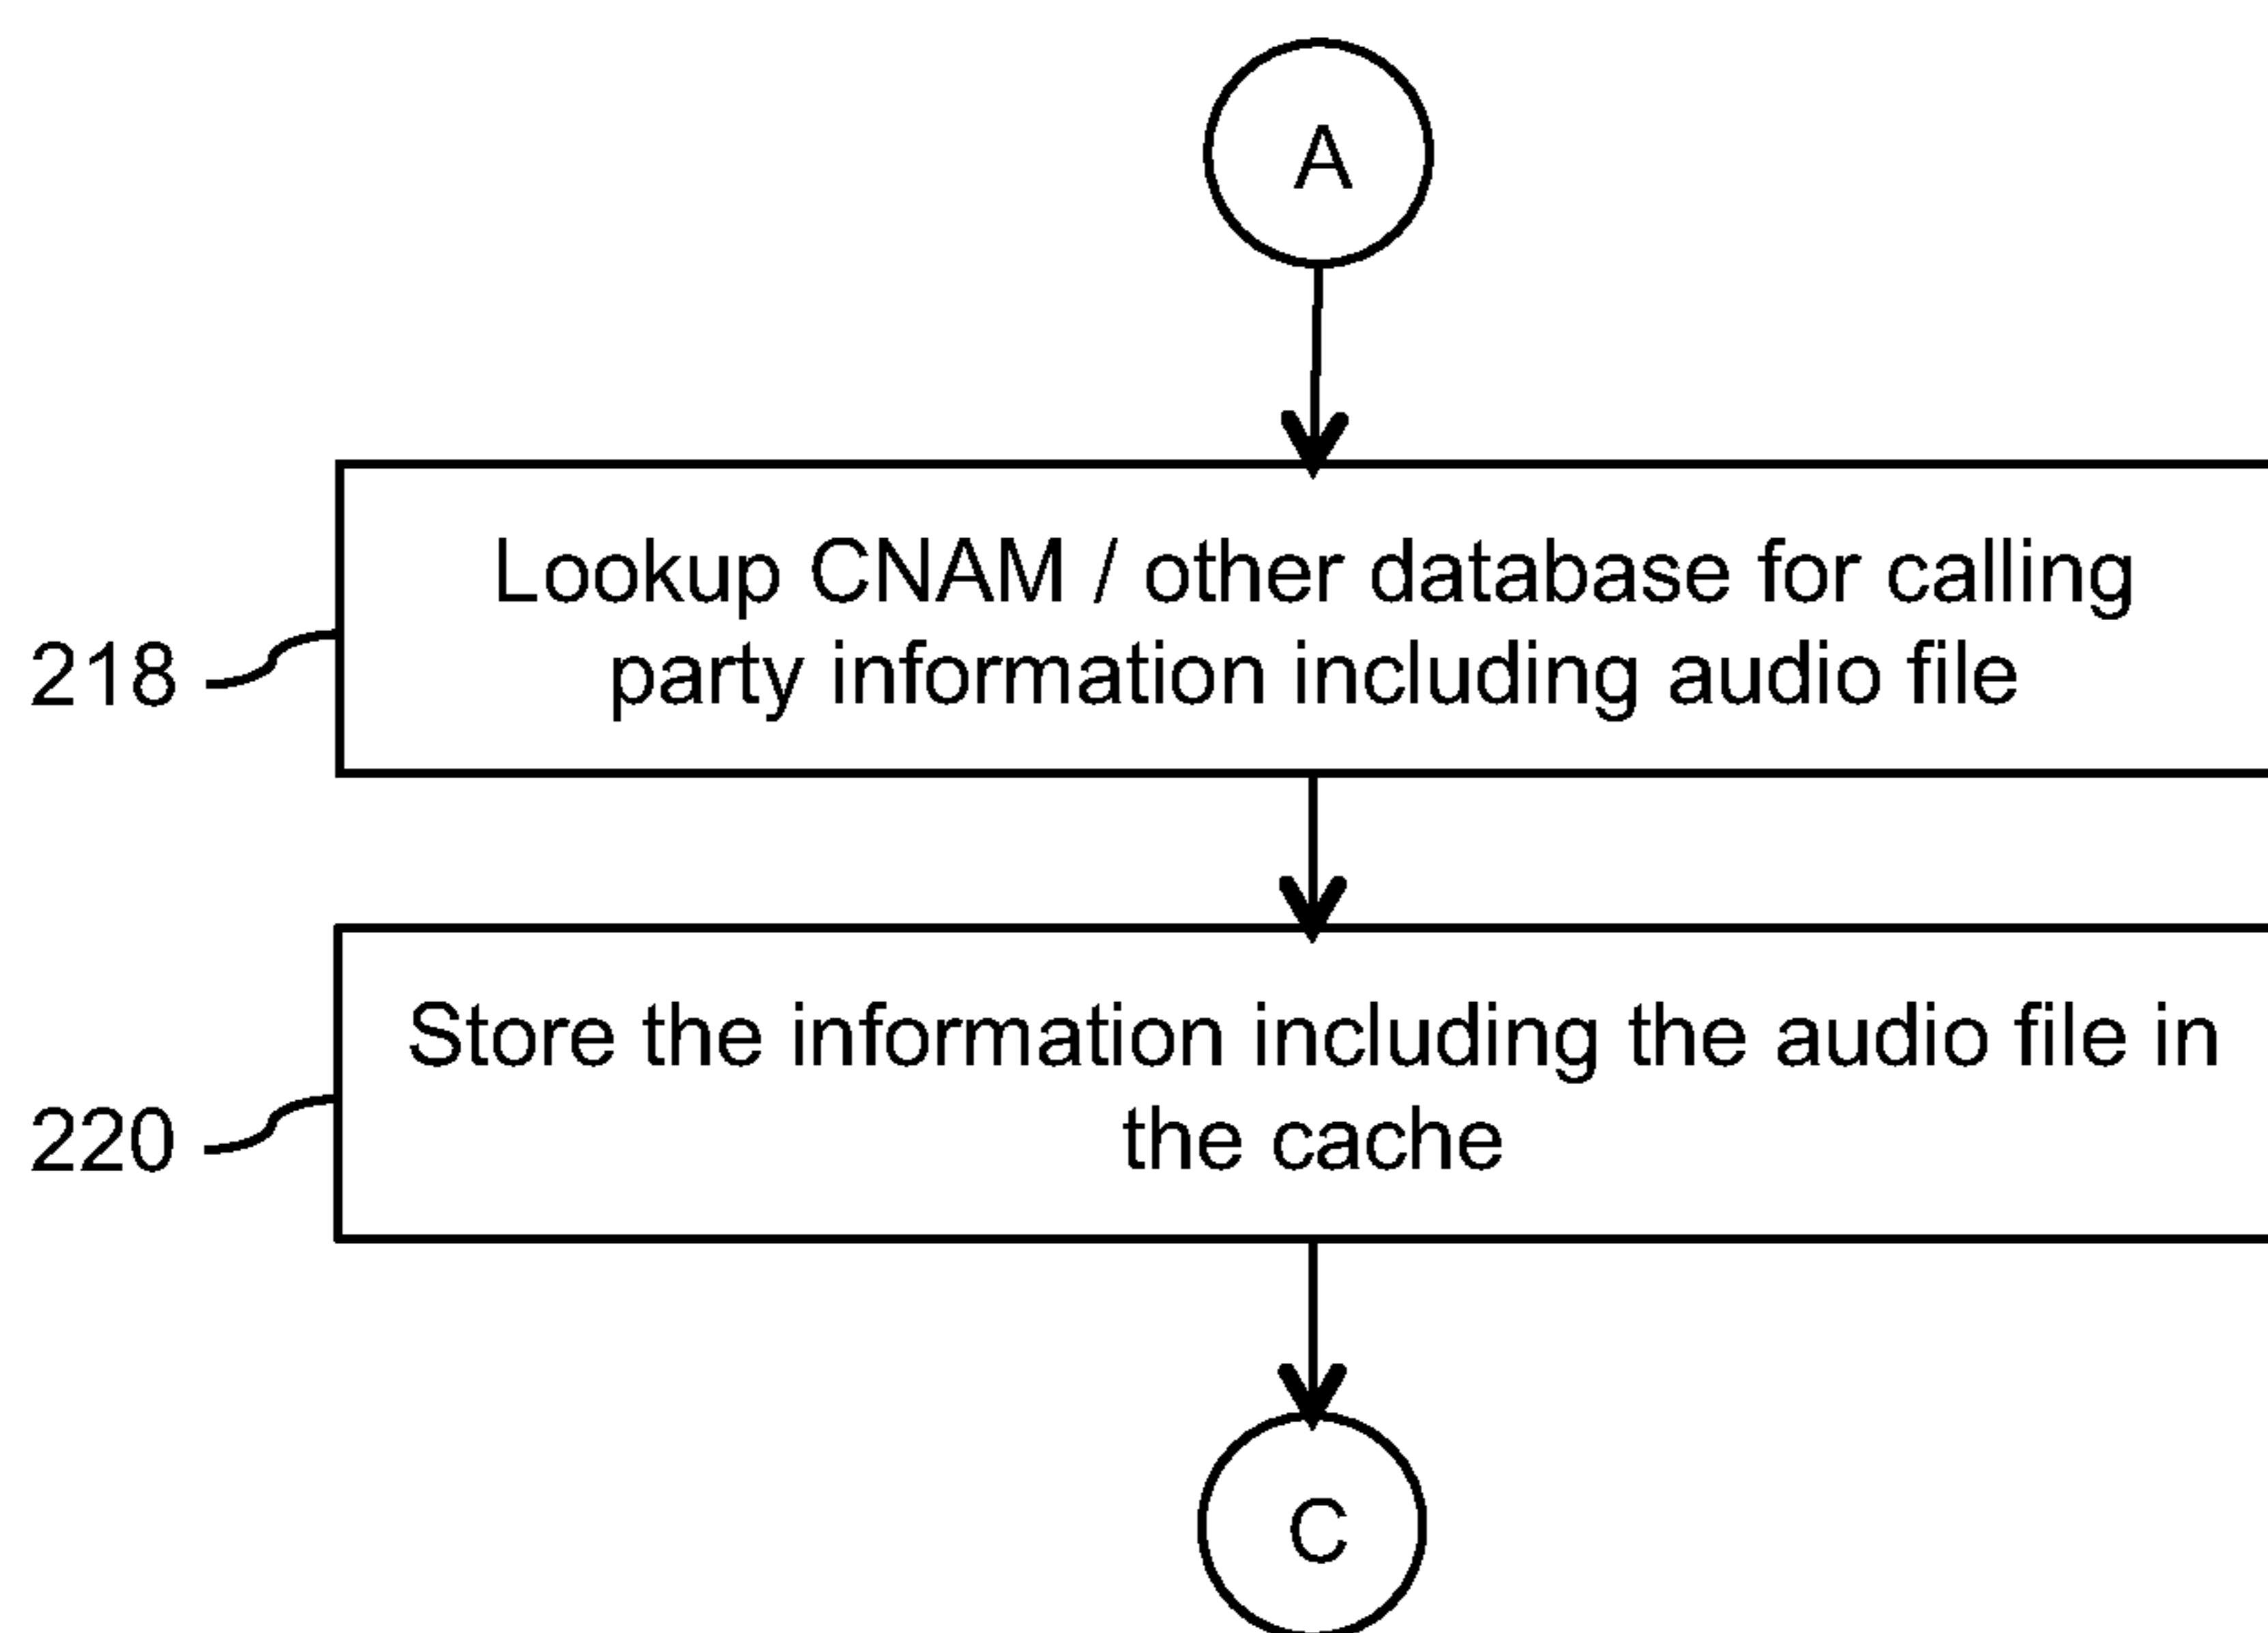 A
Lookup CNAM / other database for calling
party information including audio file
218
Store the information including the audio file in
the cache
220
C